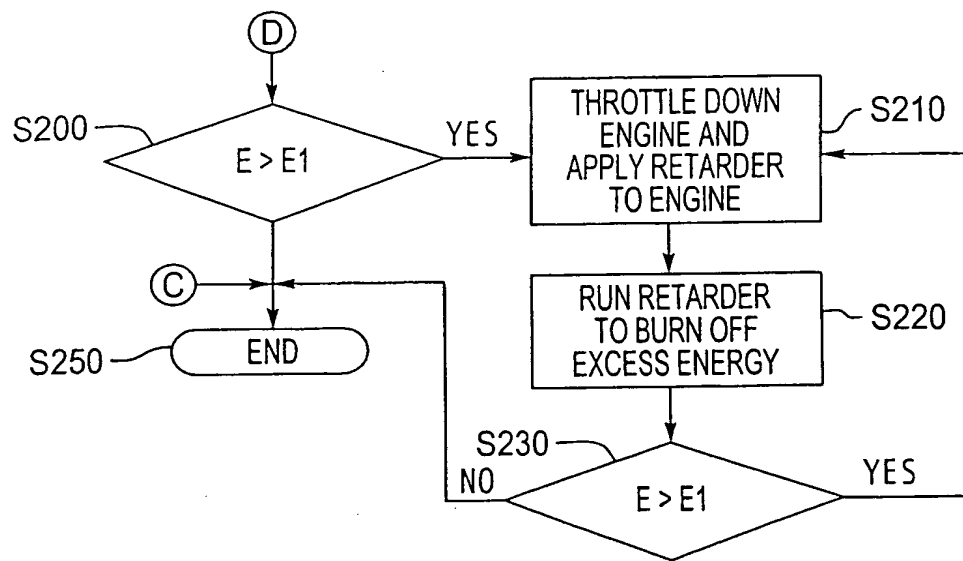 D
S200
E > E1
YES
THROTTLE DOWN
ENGINE AND
APPLY RETARDER
TO ENGINE
S210
C
S250
END
RUN RETARDER
TO BURN OFF
EXCESS ENERGY
S220
S230
NO
E > E1
YES